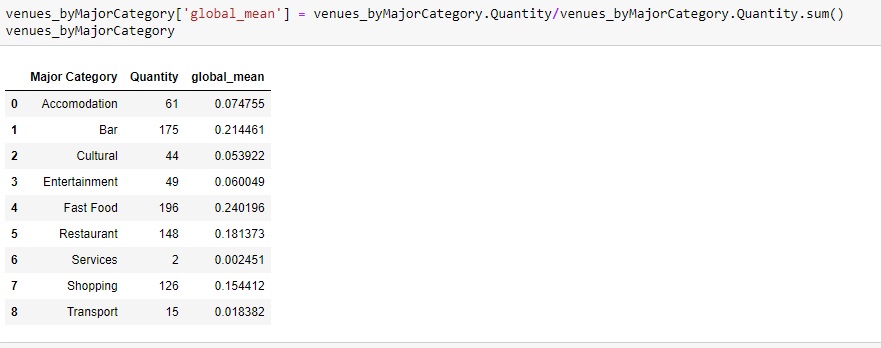 venues_byMajorCategory['global_mean'] = venues_byMajorCategory.Quantity/venues_byMajorCategory.Quantity.sum()
venues_byMajorCategory
Major Category Quantity global_mean
0 Accomodation 61 0.074755
1 Bar 175 0.214461
2 Cultural 44 0.053922
3 Entertainment 49 0.060049
4 Fast Food 196 0.240196
5 Restaurant 148 0.181373
6 Services 2 0.002451
7 Shopping 126 0.154412
8 Transport 15 0.018382